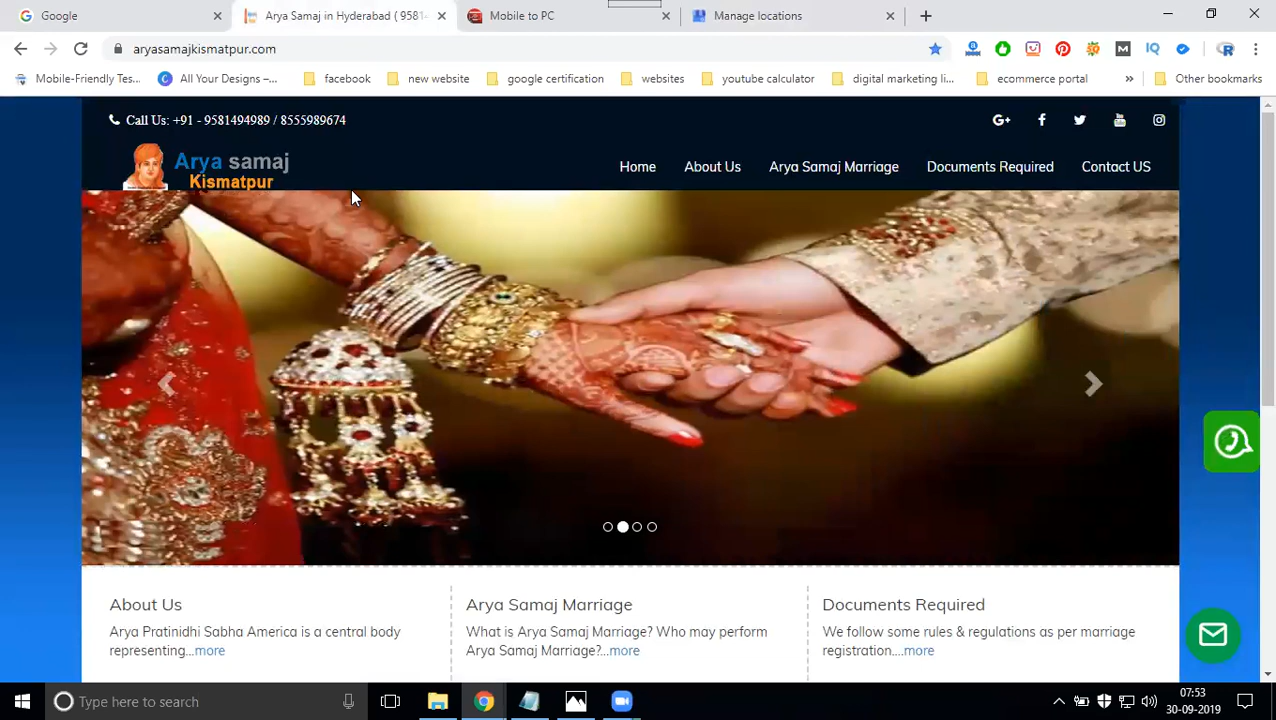 Google
Arya Samaj in Hyderabad ( 9581-
Mobile to PC
Manage locations
aryasamajkismatpur.com
Mobile-Friendly Tes...
All Your Designs –...
facebook
new website
google certification
websites
youtube calculator
digital marketing li...
ecommerce portal
Other bookmarks
Call Us: +91 - 9581494989 / 8555989674
Arya samaj
Kismatpur
Home
About Us
Arya Samaj Marriage
Documents Required
Contact US
About Us
Arya Pratinidhi Sabha America is a central body
representing...more
Arya Samaj Marriage
What is Arya Samaj Marriage? Who may perform
Arya Samaj Marriage?...more
Documents Required
We follow some rules & regulations as per marriage
registration....more
Type here to search
07:53
30-09-2019